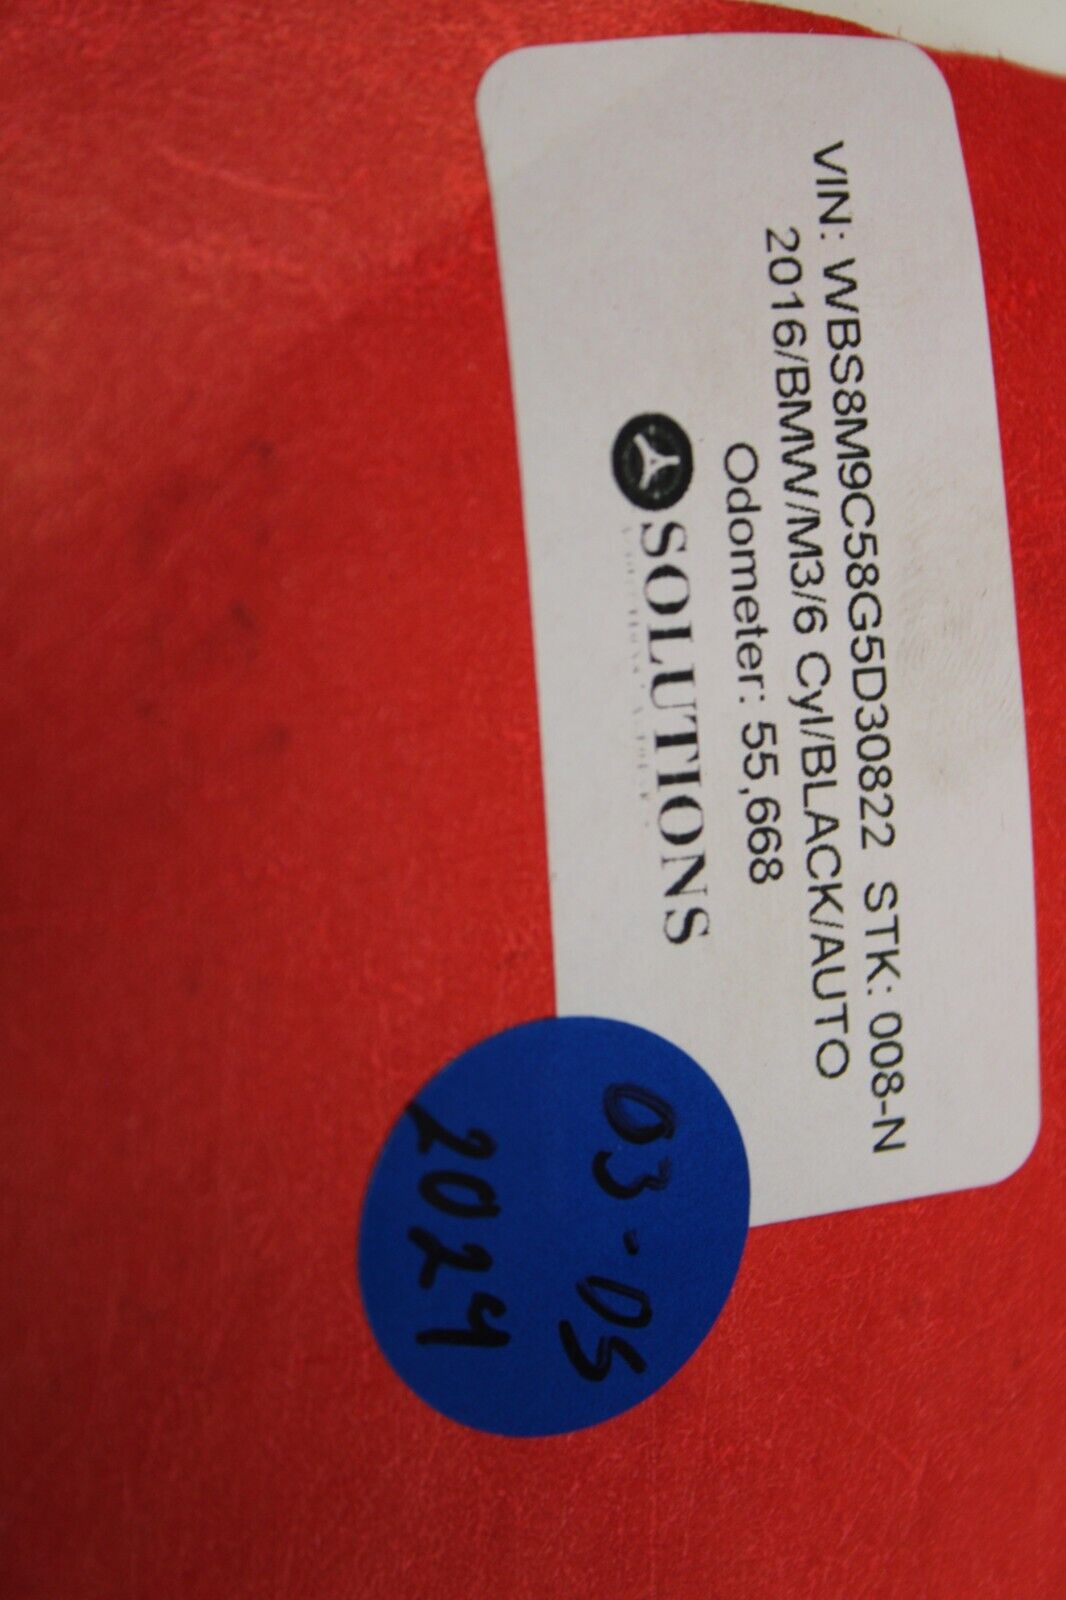 VIN: WBS8M9C58G5D30822 STK: 008-N
2016/BMW/M3/6 Cyl/BLACK/AUTO
Odometer: 55,668
SOLUTIONS
03-05
2024